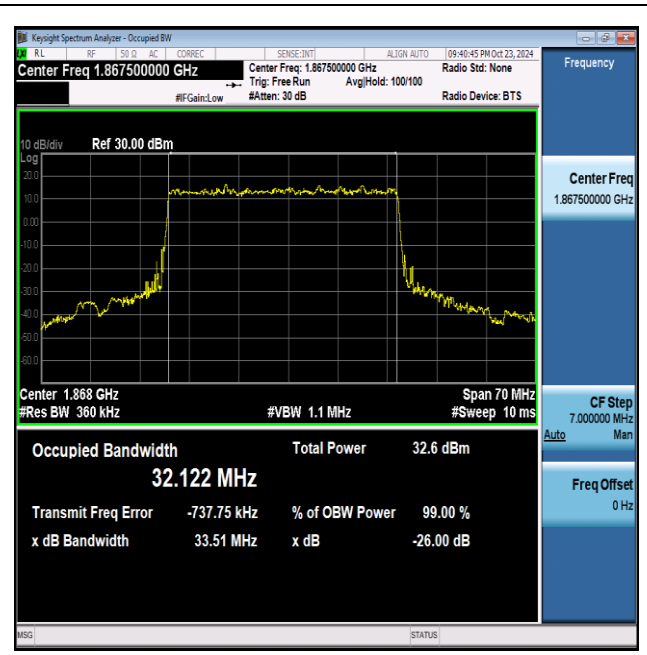 Keysight Spectrum Analyzer - Occupied BW
RL RF 50 Ω AC CORREC SENSE:INT ALIGN AUTO 09:40:45 PM Oct 23, 2024
Center Freq 1.867500000 GHz Center Freq: 1.867500000 GHz Radio Std: None Frequency
Trig: Free Run Avg|Hold: 100/100
#IFGain:Low #Atten: 30 dB Radio Device: BTS
10 dB/div Ref 30.00 dBm
Log
20.0
10.0
0.00
-10.0
-20.0
-30.0
-40.0
-50.0
-60.0
Center Freq
1.867500000 GHz
Center 1.868 GHz Span 70 MHz
#Res BW 360 kHz #VBW 1.1 MHz #Sweep 10 ms
CF Step
7.000000 MHz
Auto Man
Occupied Bandwidth Total Power 32.6 dBm
32.122 MHz
Transmit Freq Error -737.75 kHz % of OBW Power 99.00 %
x dB Bandwidth 33.51 MHz x dB -26.00 dB
Freq Offset
0 Hz
MSG STATUS